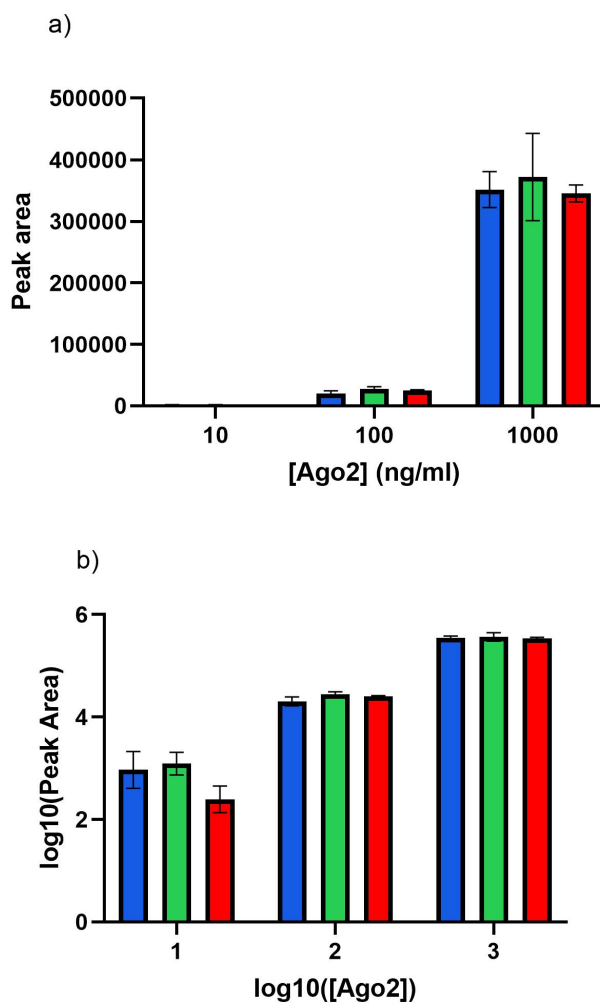 a)
500000
400000
300000
200000
100000
0
Peak area
10 100 1000
[Ago2] (ng/ml)
b)
6
4
2
0
log10(Peak Area)
1 2 3
log10([Ago2])